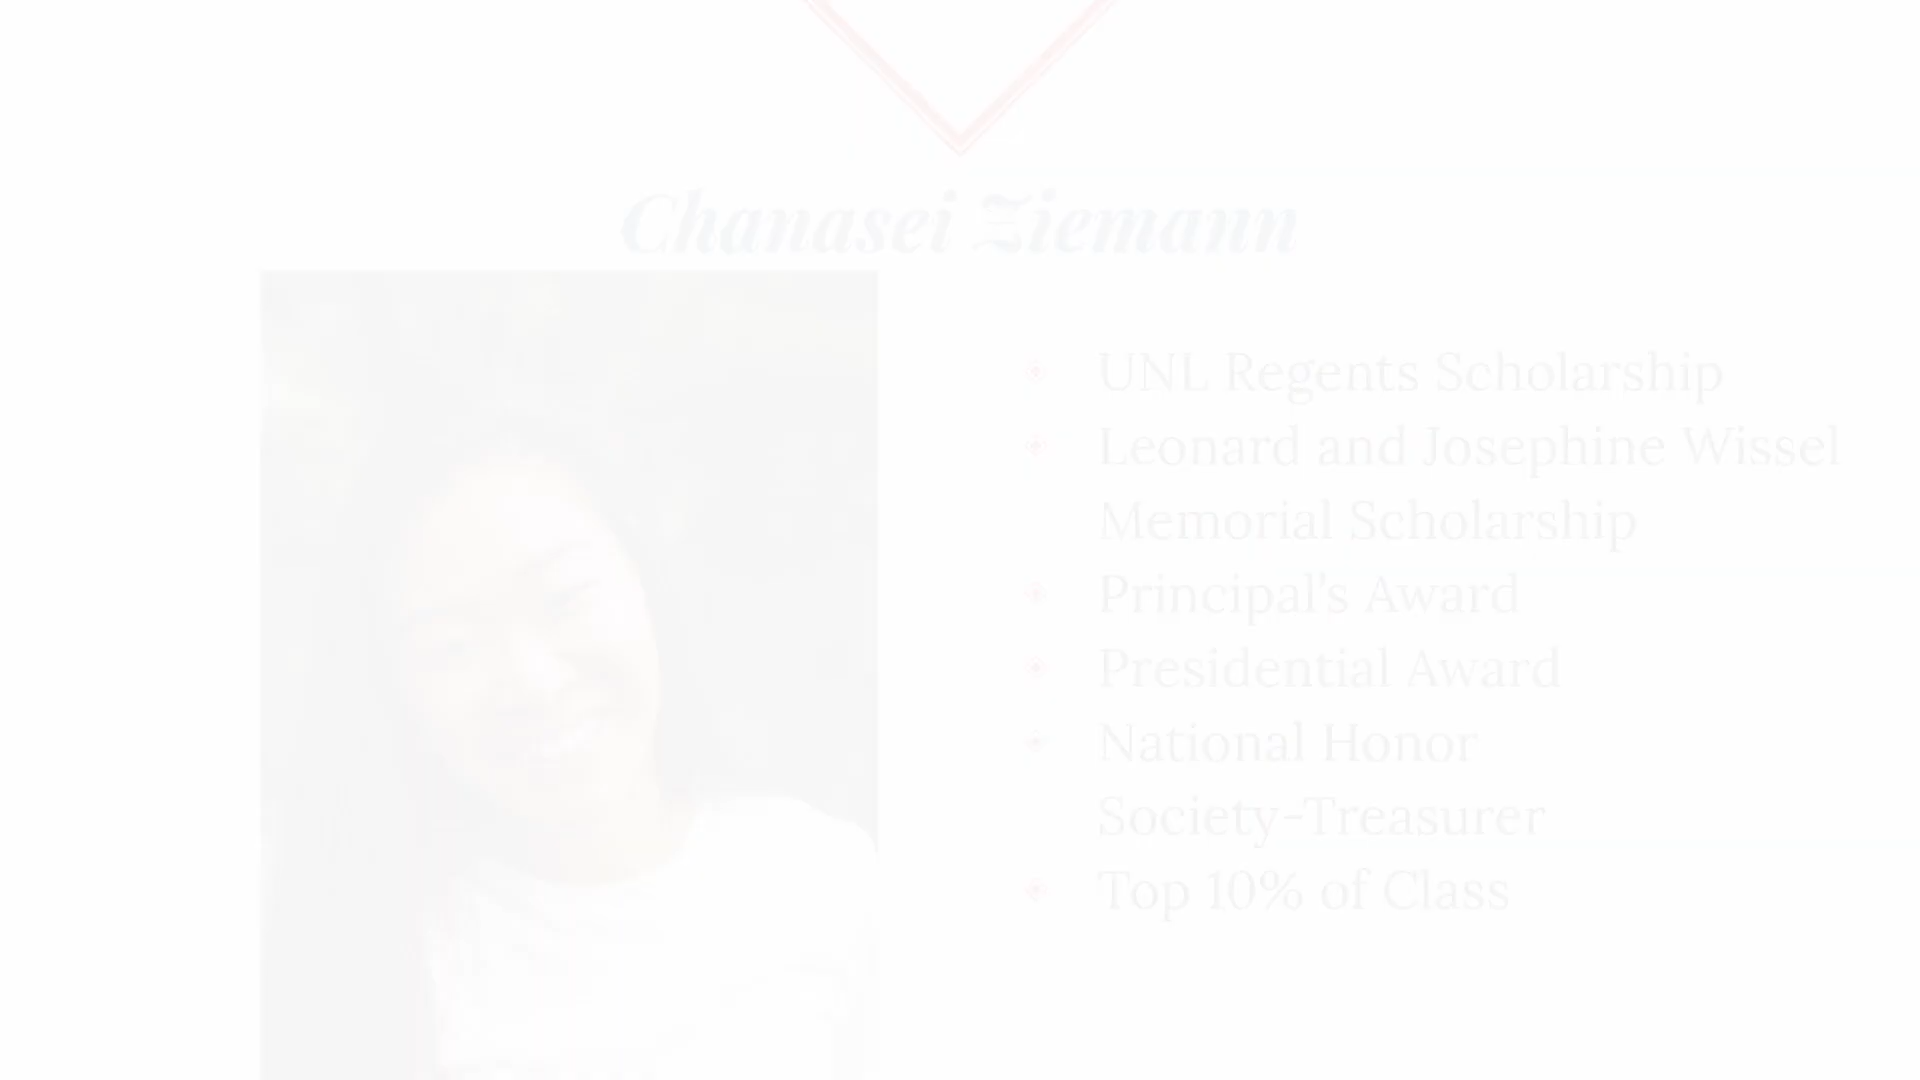 Chanasei Ziemann
UNL Regents Scholarship
Leonard and Josephine Wissel
Memorial Scholarship
Principal's Award
Presidential Award
National Honor
Society-Treasurer
Top 10% of Class